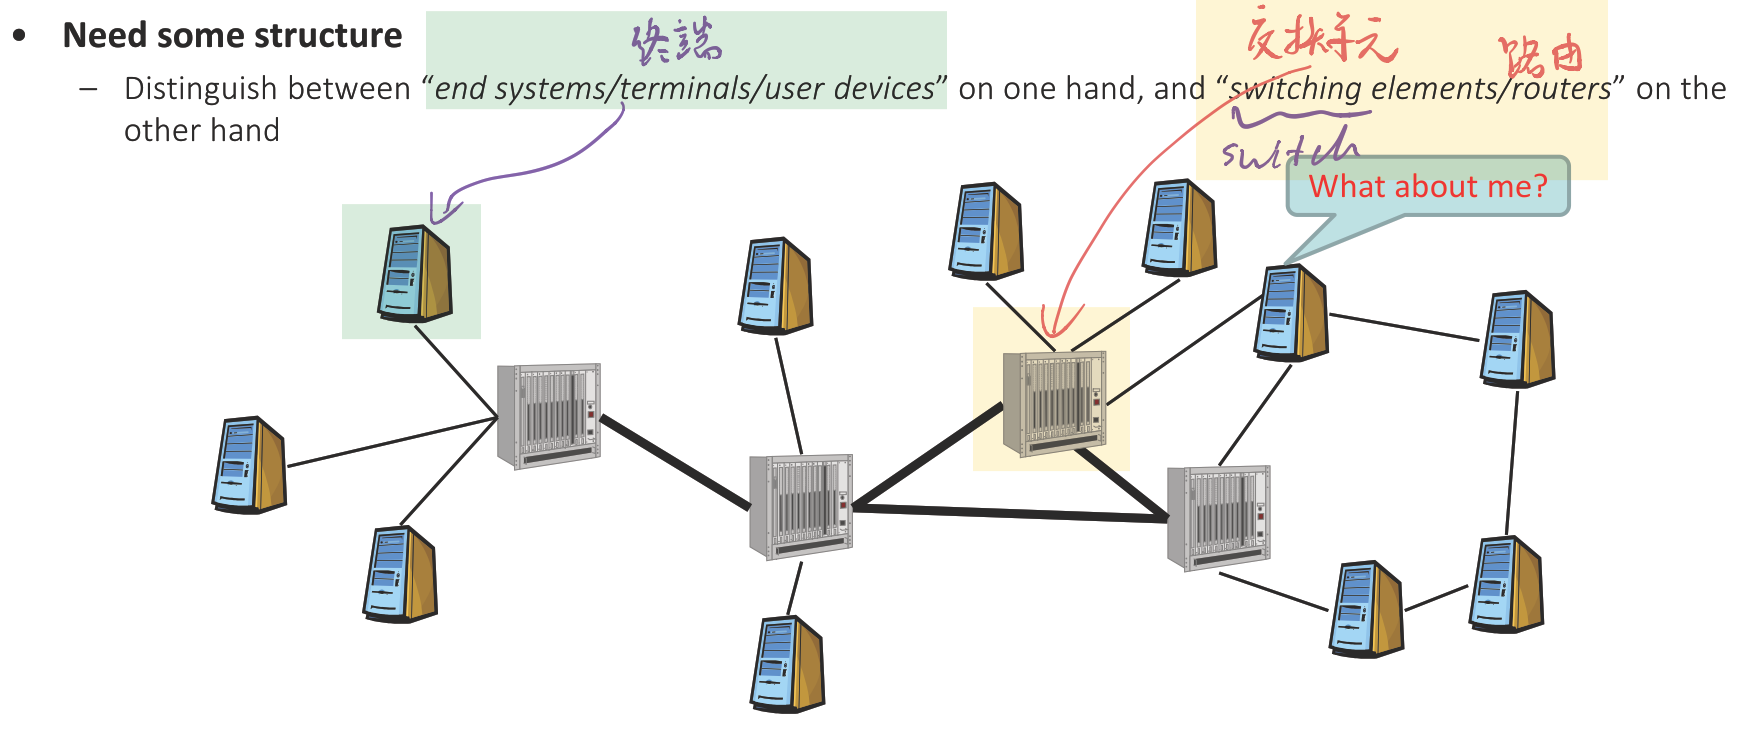 • Need some structure
终端
交换单元
路由
– Distinguish between “end systems/terminals/user devices” on one hand, and “switching elements/routers” on the
other hand
switch
What about me?